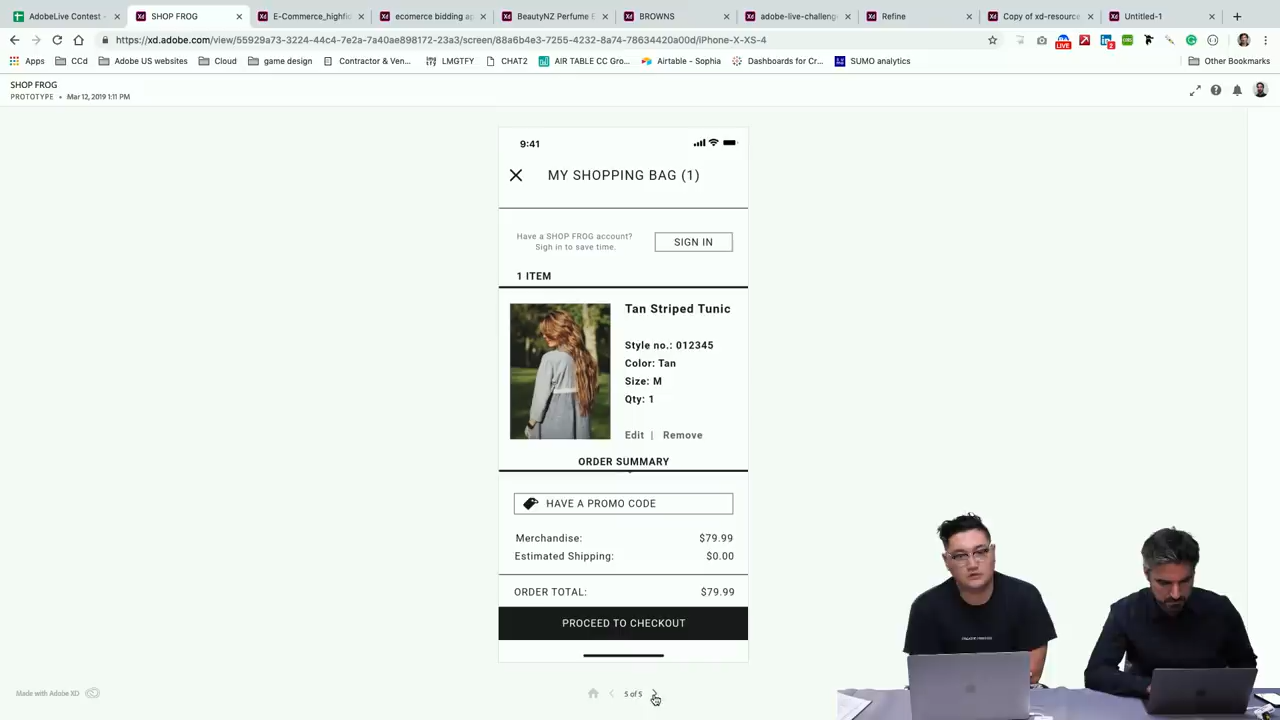 AdobeLive Contest -
SHOP FROG
E-Commerce_highfid
ecomerce bidding ap
BeautyNZ Perfume E
BROWNS
adobe-live-challeng
Refine
Copy of xd-resource
Untitled-1
https://xd.adobe.com/view/55929a73-3224-44c4-7e2a-7a40ae898172-23a3/screen/88a6b4e3-7255-4232-8a74-78634420a00d/iPhone-X-XS-4
Apps
CCd
Adobe US websites
Cloud
game design
Contractor & Ven...
LMGTFY
CHAT2
AIR TABLE CC Gro...
Airtable - Sophia
Dashboards for Cr...
SUMO analytics
Other Bookmarks
SHOP FROG
PROTOTYPE • Mar 12, 2019 1:11 PM
9:41
MY SHOPPING BAG (1)
Have a SHOP FROG account?
Sigh in to save time.
SIGN IN
1 ITEM
Tan Striped Tunic
Style no.: 012345
Color: Tan
Size: M
Qty: 1
Edit | Remove
ORDER SUMMARY
HAVE A PROMO CODE
Merchandise: $79.99
Estimated Shipping: $0.00
ORDER TOTAL: $79.99
PROCEED TO CHECKOUT
Made with Adobe XD
5 of 5